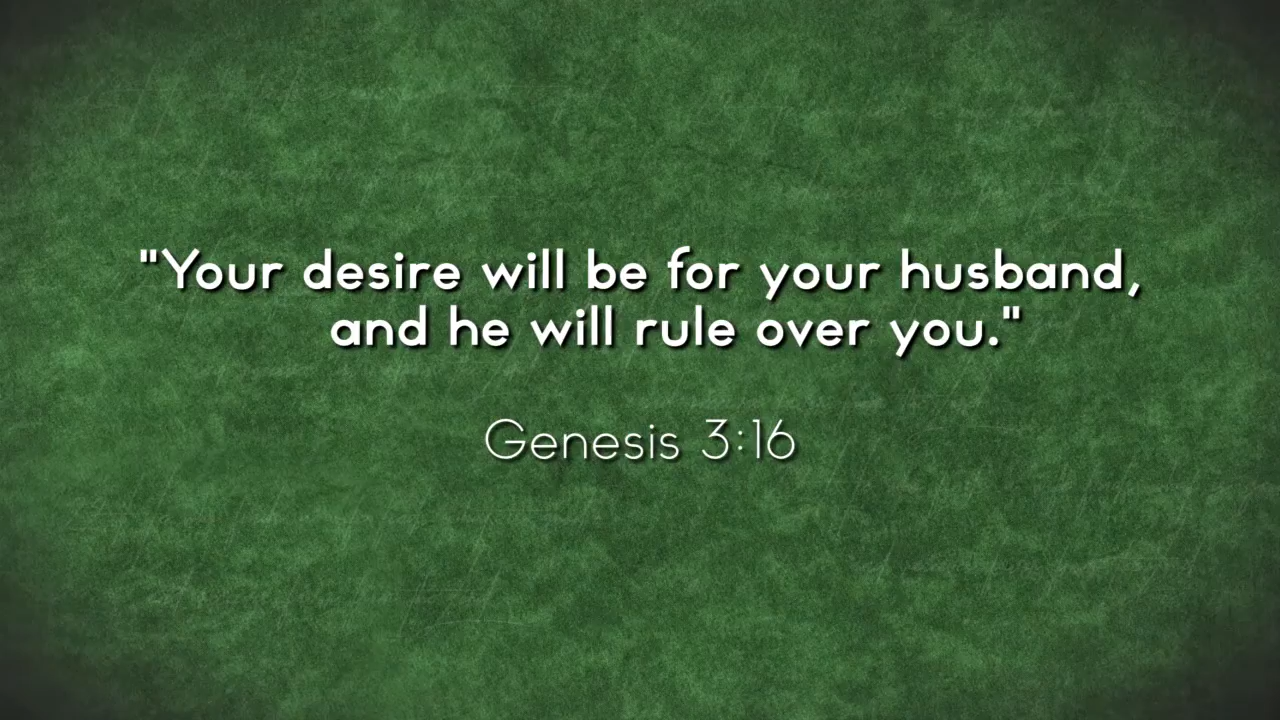 "Your desire will be for your husband,
and he will rule over you."
Genesis 3:16